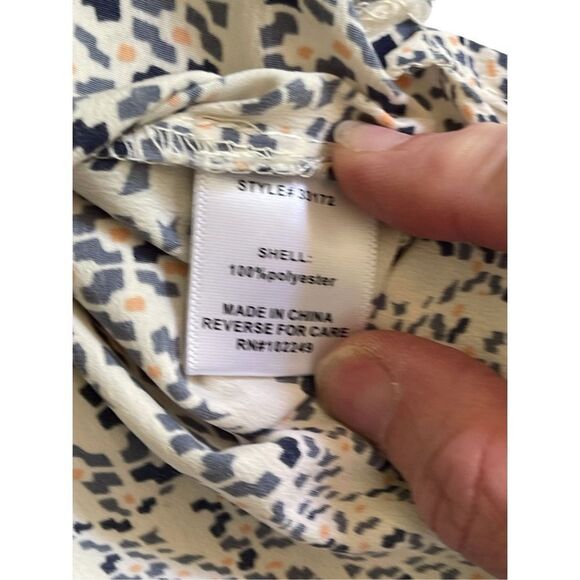 STYLE# 33172
SHELL:
100%polyester
MADE IN CHINA
REVERSE FOR CARE
RN#102249